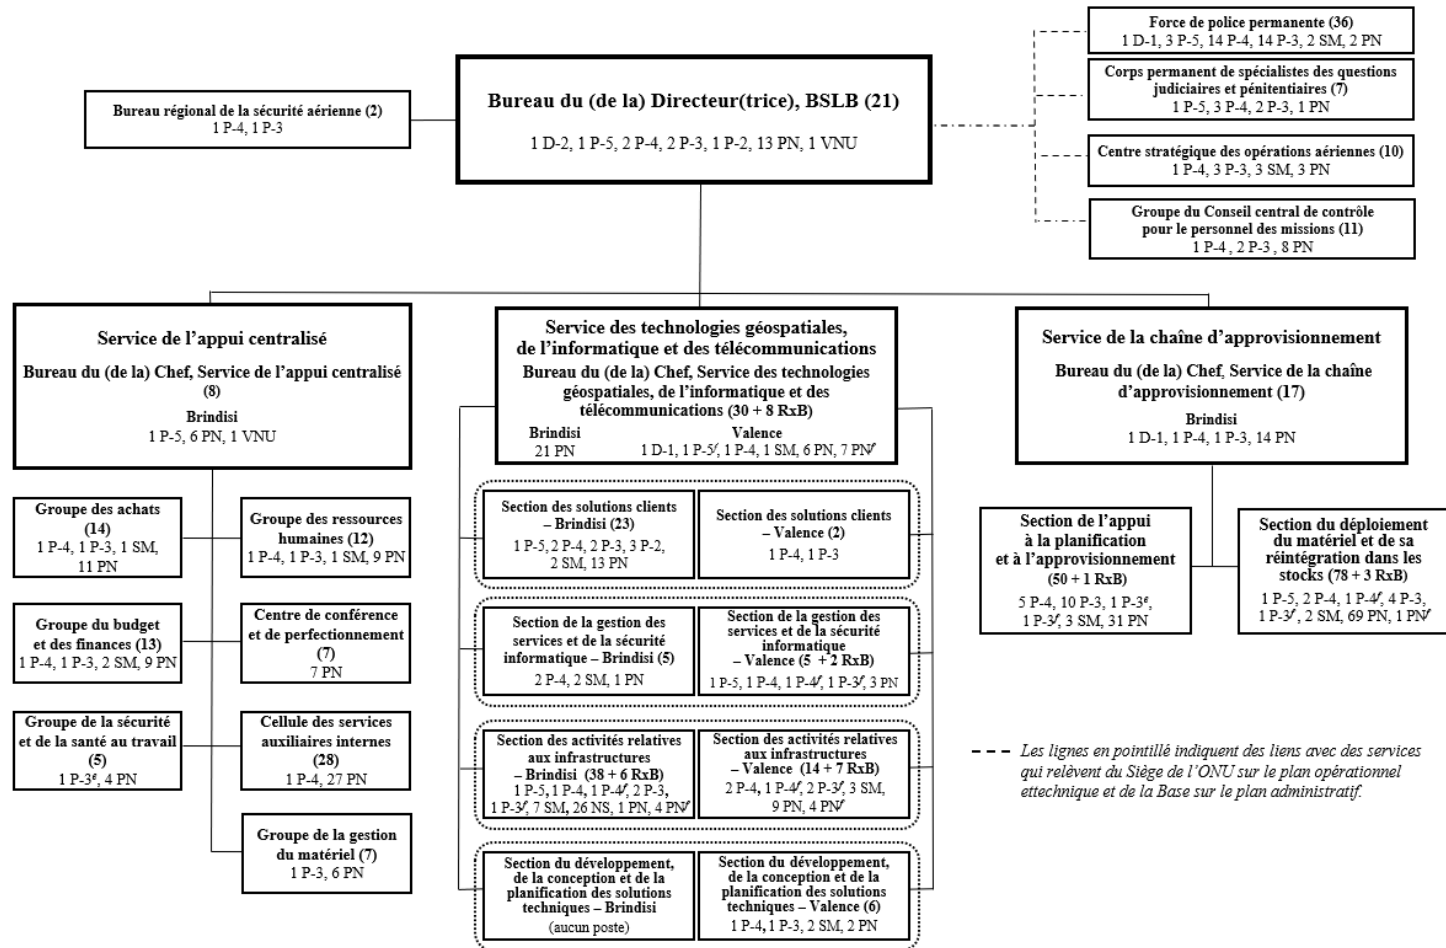 Force de police permanente (36)
1 D-1, 3 P-5, 14 P-4, 14 P-3, 2 SM, 2 PN
Corps permanent de spécialistes des questions
judiciaires et pénitentiaires (7)
1 P-5, 3 P-4, 2 P-3, 1 PN
Centre stratégique des opérations aériennes (10)
1 P-4, 3 P-3, 3 SM, 3 PN
Groupe du Conseil central de contrôle
pour le personnel des missions (11)
1 P-4 , 2 P-3 , 8 PN
Bureau régional de la sécurité aérienne (2)
1 P-4, 1 P-3
Bureau du (de la) Directeur(trice), BSLB (21)
1 D-2, 1 P-5, 2 P-4, 2 P-3, 1 P-2, 13 PN, 1 VNU
Service de l’appui centralisé
Bureau du (de la) Chef, Service de l’appui centralisé
(8)
Brindisi
1 P-5, 6 PN, 1 VNU
Groupe des achats
(14)
1 P-4, 1 P-3, 1 SM,
11 PN
Groupe des ressources
humaines (12)
1 P-4, 1 P-3, 1 SM, 9 PN
Groupe du budget
et des finances (13)
1 P-4, 1 P-3, 2 SM, 9 PN
Centre de conférence
et de perfectionnement
(7)
7 PN
Groupe de la sécurité
et de la santé au travail
(5)
1 P-3ᵉ, 4 PN
Cellule des services
auxiliaires internes
(28)
1 P-4, 27 PN
Groupe de la gestion
du matériel (7)
1 P-3, 6 PN
Service des technologies géospatiales,
de l’informatique et des télécommunications
Bureau du (de la) Chef, Service des technologies
géospatiales, de l’informatique et des
télécommunications (30 + 8 RxB)
Brindisi
21 PN
Valence
1 D-1, 1 P-5ᶠ, 1 P-4, 1 SM, 6 PN, 7 PNᶠ
Section des solutions clients
– Brindisi (23)
1 P-5, 2 P-4, 2 P-3, 3 P-2,
2 SM, 13 PN
Section des solutions clients
– Valence (2)
1 P-4, 1 P-3
Section de la gestion des
services et de la sécurité
informatique – Brindisi (5)
2 P-4, 2 SM, 1 PN
Section de la gestion des
services et de la sécurité
informatique
– Valence (5 + 2 RxB)
1 P-5, 1 P-4, 1 P-4ᶠ, 1 P-3ᶠ, 3 PN
Section des activités relatives
aux infrastructures
– Brindisi (38 + 6 RxB)
1 P-5, 1 P-4, 1 P-4ᶠ, 2 P-3,
1 P-3ᶠ, 7 SM, 26 NS, 1 PN, 4 PNᶠ
Section des activités relatives
aux infrastructures
– Valence (14 + 7 RxB)
2 P-4, 1 P-4ᶠ, 2 P-3ᶠ, 3 SM,
9 PN, 4 PNᶠ
Section du développement,
de la conception et de la
planification des solutions
techniques – Brindisi
(aucun poste)
Section du développement,
de la conception et de la
planification des solutions
techniques – Valence (6)
1 P-4, 1 P-3, 2 SM, 2 PN
Service de la chaîne d’approvisionnement
Bureau du (de la) Chef, Service de la chaîne
d’approvisionnement (17)
Brindisi
1 D-1, 1 P-4, 1 P-3, 14 PN
Section de l’appui
à la planification
et à l’approvisionnement
(50 + 1 RxB)
5 P-4, 10 P-3, 1 P-3ᵉ,
1 P-3ᶠ, 3 SM, 31 PN
Section du déploiement
du matériel et de sa
réintégration dans les
stocks (78 + 3 RxB)
1 P-5, 2 P-4, 1 P-4ᶠ, 4 P-3,
1 P-3ᶠ, 2 SM, 69 PN, 1 PNᶠ
Les lignes en pointillé indiquent des liens avec des services
qui relèvent du Siège de l’ONU sur le plan opérationnel
ettechnique et de la Base sur le plan administratif.